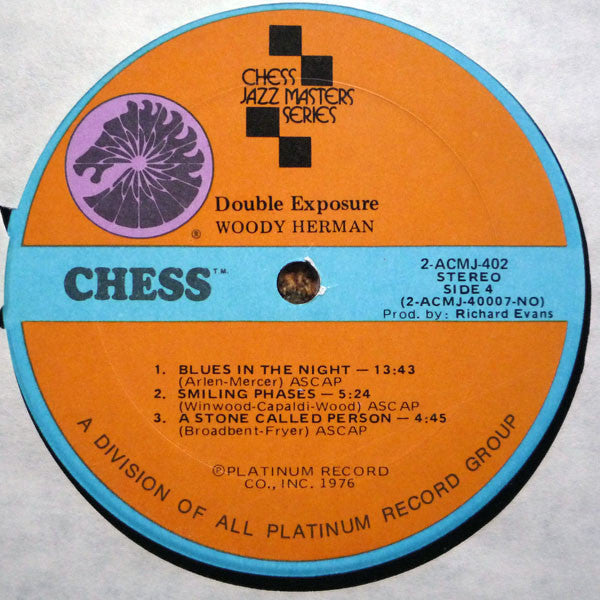 CHESS
JAZZ MASTERS
SERIES
Double Exposure
WOODY HERMAN
®
CHESS™
2-ACMJ-402
STEREO
SIDE 4
(2-ACMJ-40007-NO)
Prod. by: Richard Evans
1. BLUES IN THE NIGHT – 13:43
(Arlen-Mercer) ASCAP
2. SMILING PHASES – 5:24
(Winwood-Capaldi-Wood) ASCAP
3. A STONE CALLED PERSON – 4:45
(Broadbent-Fryer) ASCAP
℗PLATINUM RECORD
CO., INC. 1976
A DIVISION OF ALL PLATINUM RECORD GROUP